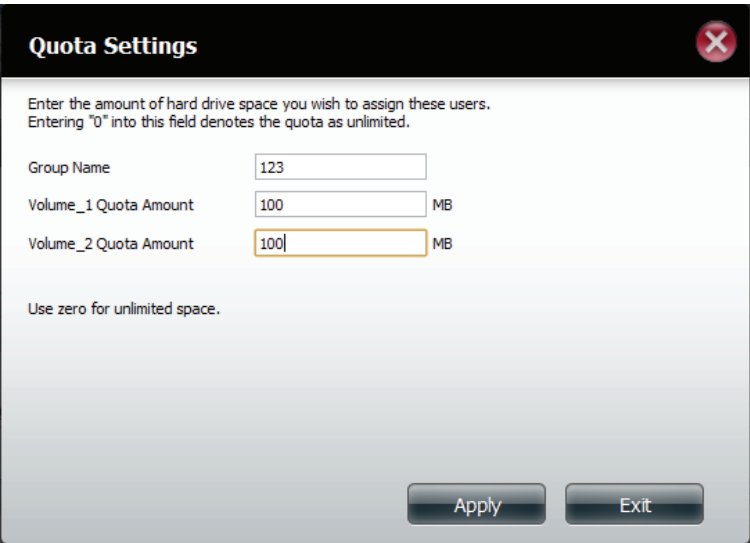 Quota Settings
Enter the amount of hard drive space you wish to assign these users.
Entering "0" into this field denotes the quota as unlimited.
Group Name 123
Volume_1 Quota Amount 100 MB
Volume_2 Quota Amount 100 MB
Use zero for unlimited space.
Apply Exit